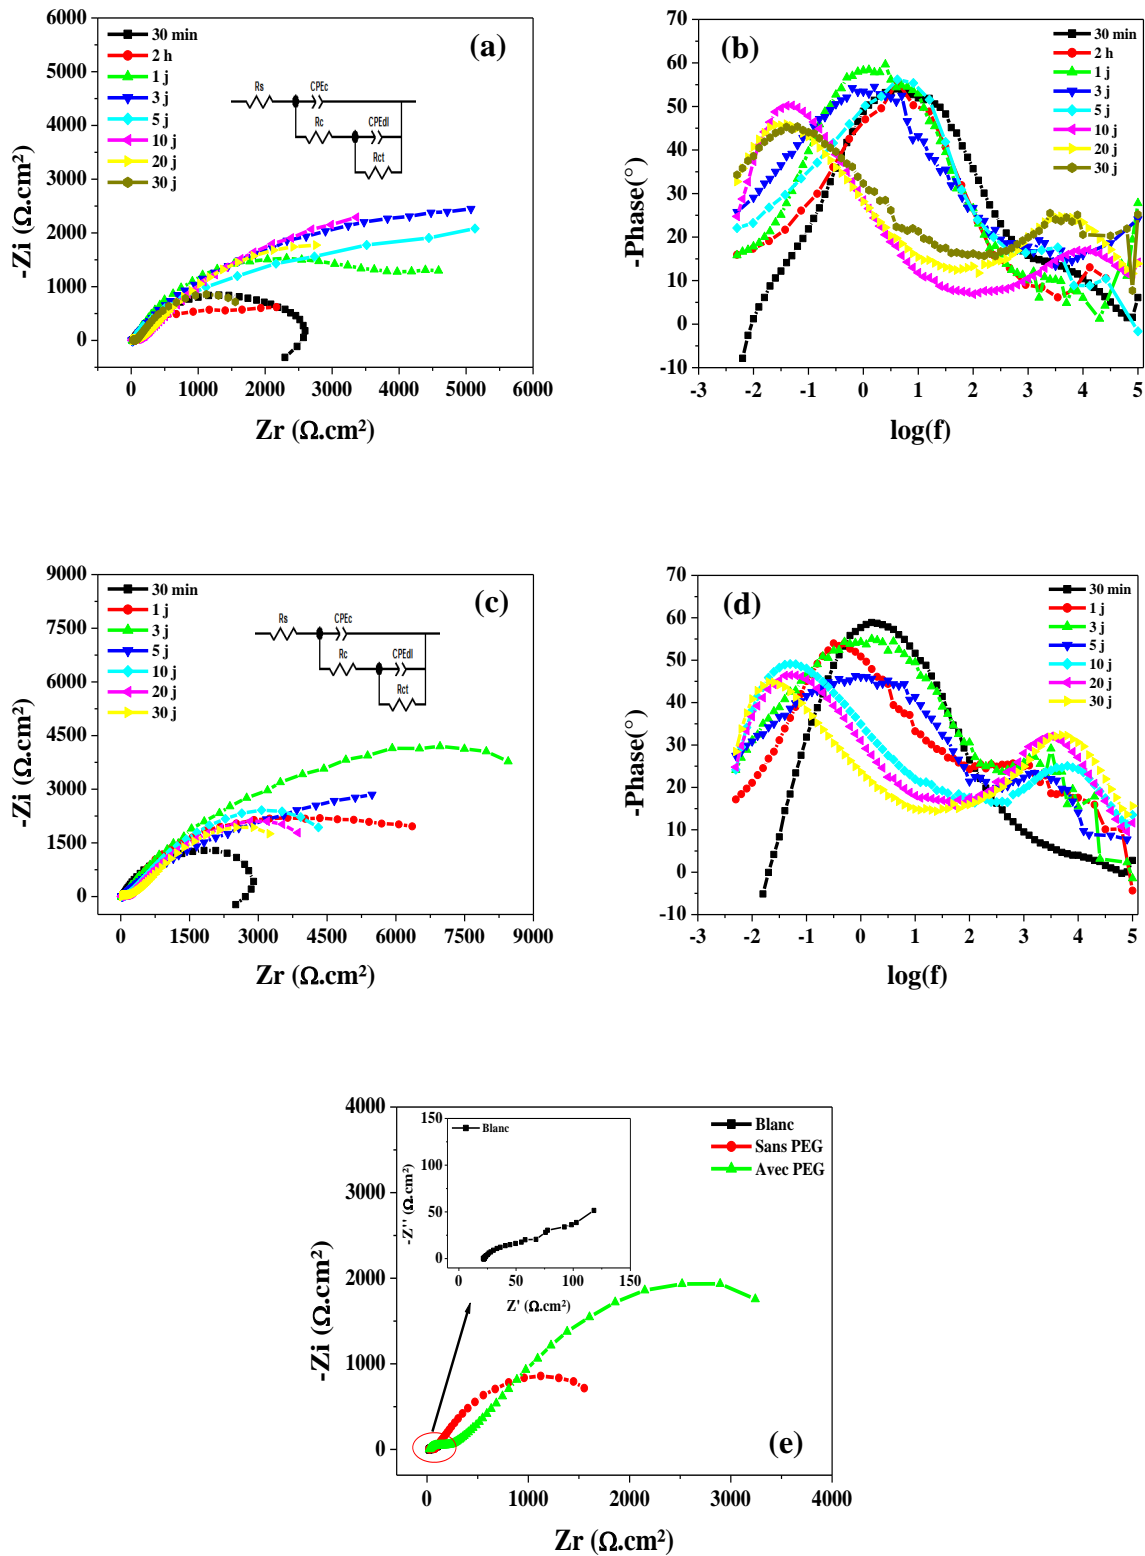 (a)
30 min
2 h
1 j
3 j
5 j
10 j
20 j
30 j
Rs
CPEc
Rc
CPEdl
Rct
6000
5000
4000
3000
2000
1000
0
-Zi (Ω.cm²)
0 1000 2000 3000 4000 5000 6000
Zr (Ω.cm²)
(b)
30 min
2 h
1 j
3 j
5 j
10 j
20 j
30 j
70
60
50
40
30
20
10
0
-10
-Phase(°)
-3 -2 -1 0 1 2 3 4 5
log(f)
(c)
30 min
1 j
3 j
5 j
10 j
20 j
30 j
Rs
CPEc
Rc
CPEdl
Rct
9000
7500
6000
4500
3000
1500
0
-Zi (Ω.cm²)
0 1500 3000 4500 6000 7500 9000
Zr (Ω.cm²)
(d)
30 min
1 j
3 j
5 j
10 j
20 j
30 j
70
60
50
40
30
20
10
0
-10
-Phase(°)
-3 -2 -1 0 1 2 3 4 5
log(f)
Blanc
Sans PEG
Avec PEG
4000
3000
2000
1000
0
-Zi (Ω.cm²)
Blanc
150
100
50
0
-Z'' (Ω.cm²)
0 50 100 150
Z' (Ω.cm²)
(e)
0 1000 2000 3000 4000
Zr (Ω.cm²)